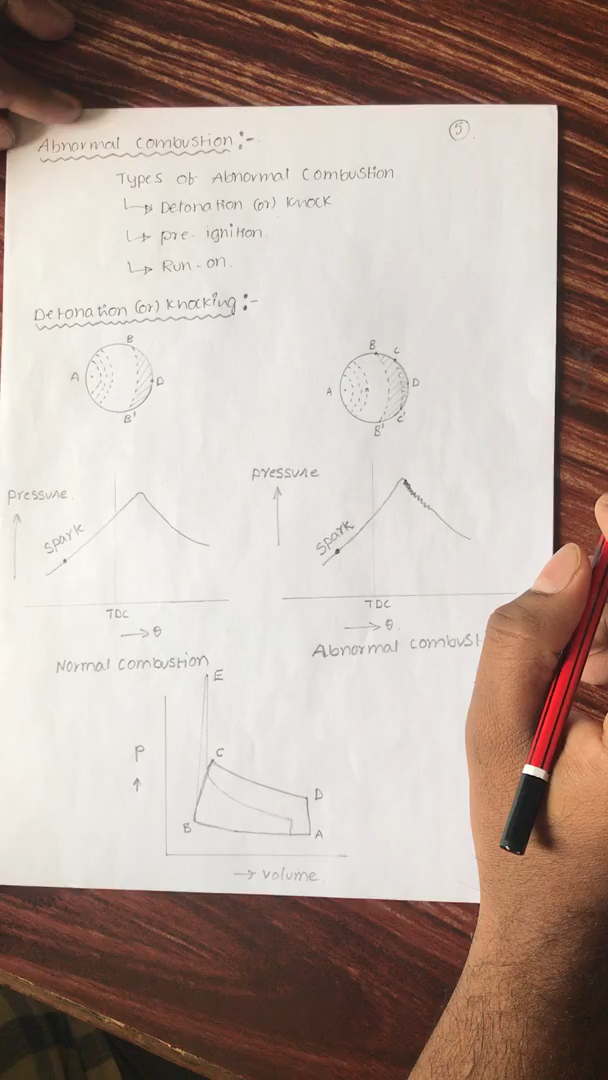 Abnormal Combustion :-
5
Types of Abnormal Combustion
Detonation (or) Knock
pre-ignition.
Run-on.
Detonation (or) Knocking :-
B
A
D
B'
B
C
A
D
B'
C'
Pressure
spark
TDC
θ
Normal Combustion
Pressure
spark
TDC
θ.
Abnormal combust
E
P
C
D
B
A
volume